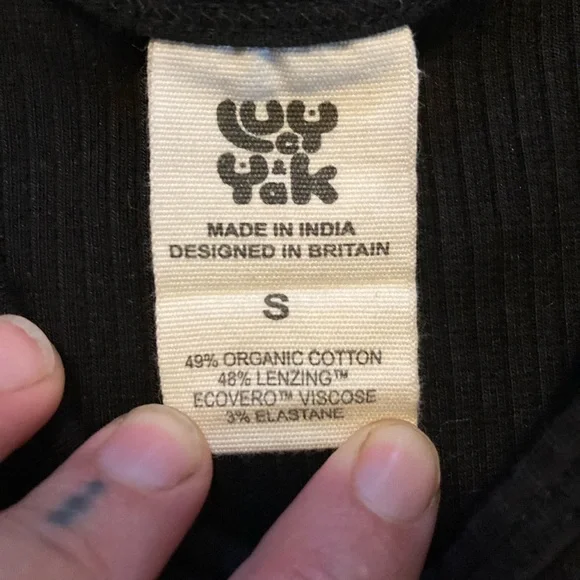 Lucy
&
Yak
MADE IN INDIA
DESIGNED IN BRITAIN
S
49% ORGANIC COTTON
48% LENZING™
ECOVERO™ VISCOSE
3% ELASTANE